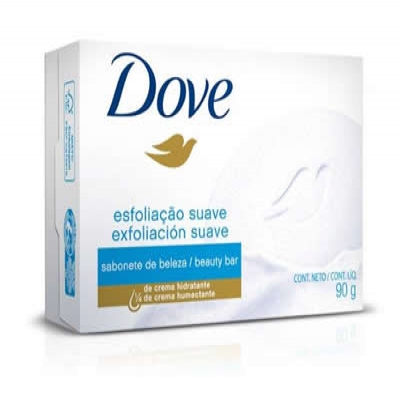 Dove
esfoliação suave
exfoliación suave
sabonete de beleza / beauty bar
¼ de crema hidratante
de crema humectante
CONT. NETO / CONT. LÍQ
90 g